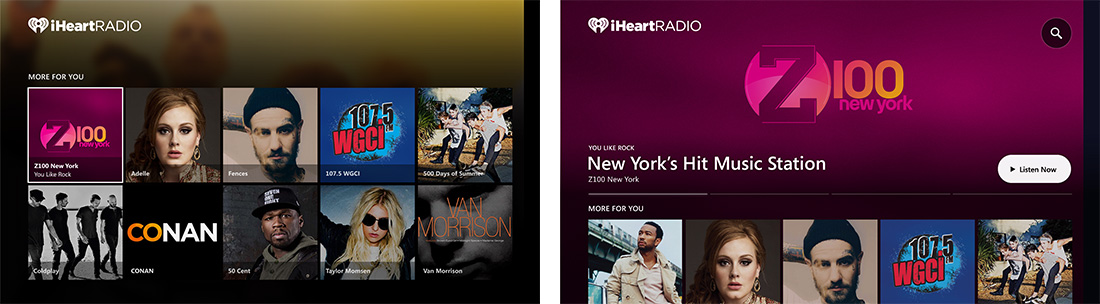 iHeartRADIO
MORE FOR YOU
Z100
Z100 New York
You Like Rock
Adelle
Fences
107.5
WGCI
FM
107.5 WGCI
500 Days of Summer
Coldplay
CONAN
CONAN
50 Cent
Taylor Momsen
VAN
MORRISON
Van Morrison
iHeartRADIO
Z100
new york
YOU LIKE ROCK
New York's Hit Music Station
Z100 New York
Listen Now
MORE FOR YOU
107.5
WGCI
FM